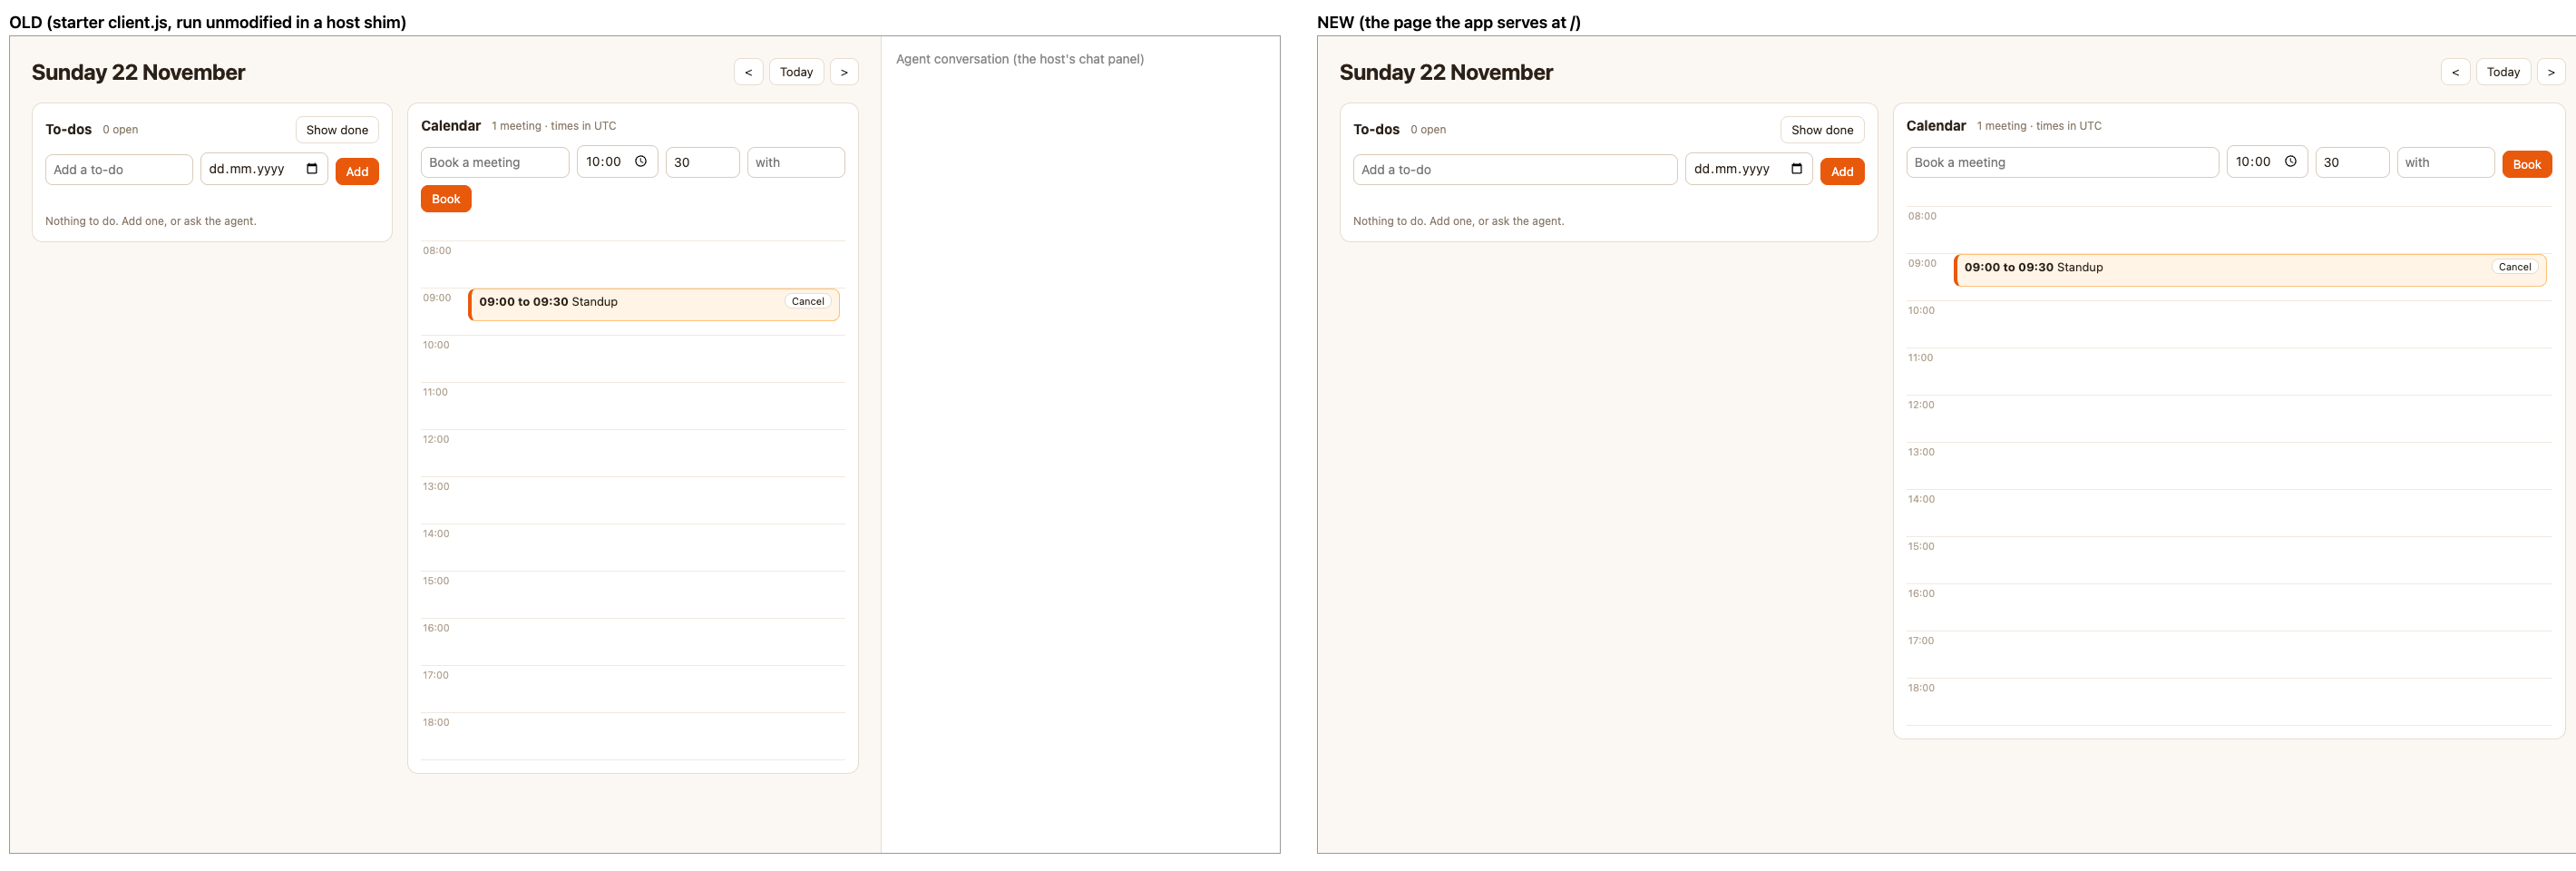 OLD (starter client.js, run unmodified in a host shim)
Sunday 22 November
<
Today
>
To-dos 0 open
Show done
Add a to-do
dd.mm.yyyy
Add
Nothing to do. Add one, or ask the agent.
Calendar 1 meeting · times in UTC
Book a meeting
10:00
30
with
Book
08:00
09:00
09:00 to 09:30 Standup
Cancel
10:00
11:00
12:00
13:00
14:00
15:00
16:00
17:00
18:00
Agent conversation (the host's chat panel)
NEW (the page the app serves at /)
Sunday 22 November
<
Today
>
To-dos 0 open
Show done
Add a to-do
dd.mm.yyyy
Add
Nothing to do. Add one, or ask the agent.
Calendar 1 meeting · times in UTC
Book a meeting
10:00
30
with
Book
08:00
09:00
09:00 to 09:30 Standup
Cancel
10:00
11:00
12:00
13:00
14:00
15:00
16:00
17:00
18:00